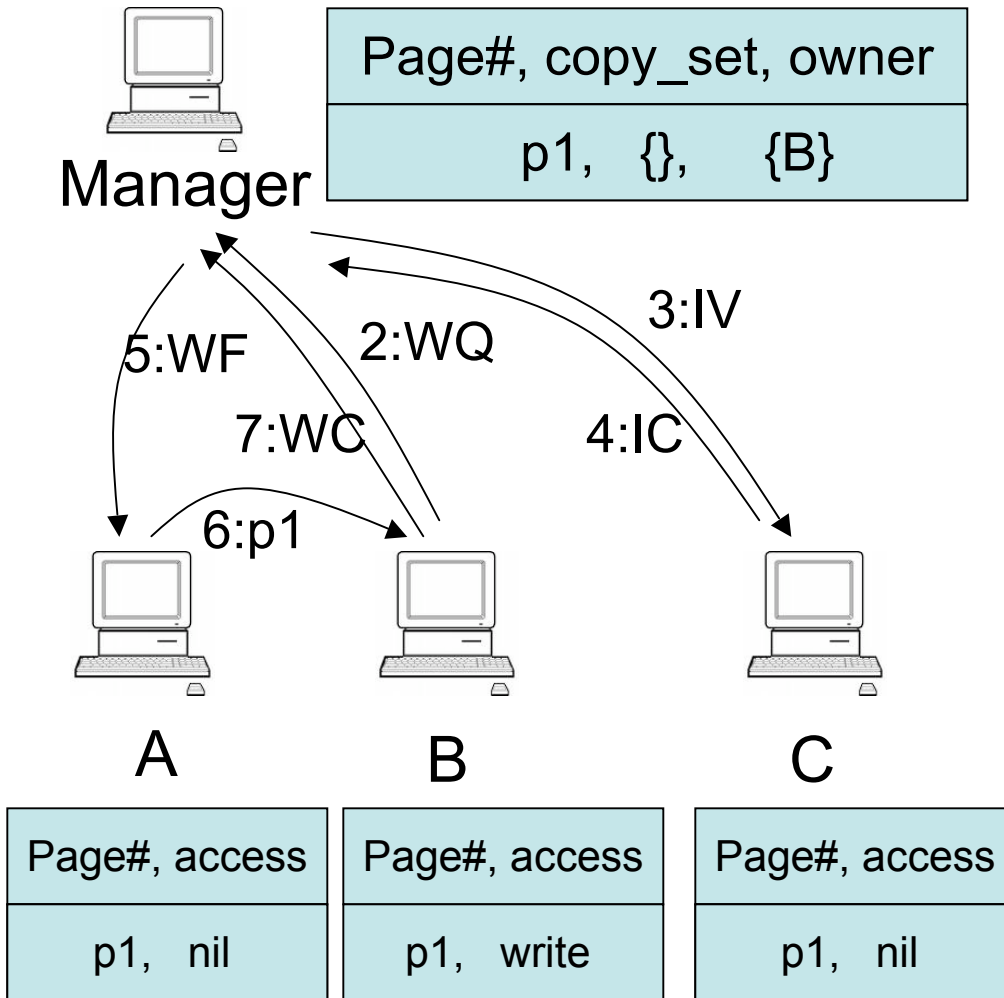 Page#, copy_set, owner
p1, {}, {B}
Manager
3:IV
5:WF
2:WQ
7:WC
4:IC
6:p1
A
B
C
Page#, access
p1, nil
Page#, access
p1, write
Page#, access
p1, nil